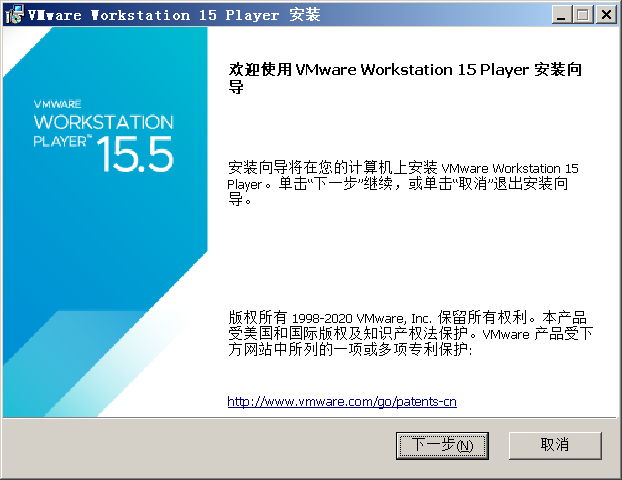 VMware Workstation 15 Player 安装
VMWARE
WORKSTATION
PLAYER™
15.5
欢迎使用 VMware Workstation 15 Player 安装向
导
安装向导将在您的计算机上安装 VMware Workstation 15
Player。单击“下一步”继续，或单击“取消”退出安装向
导。
版权所有 1998-2020 VMware, Inc. 保留所有权利。本产品
受美国和国际版权及知识产权法保护。VMware 产品受下
方网站中所列的一项或多项专利保护:
http://www.vmware.com/go/patents-cn
下一步(N)
取消